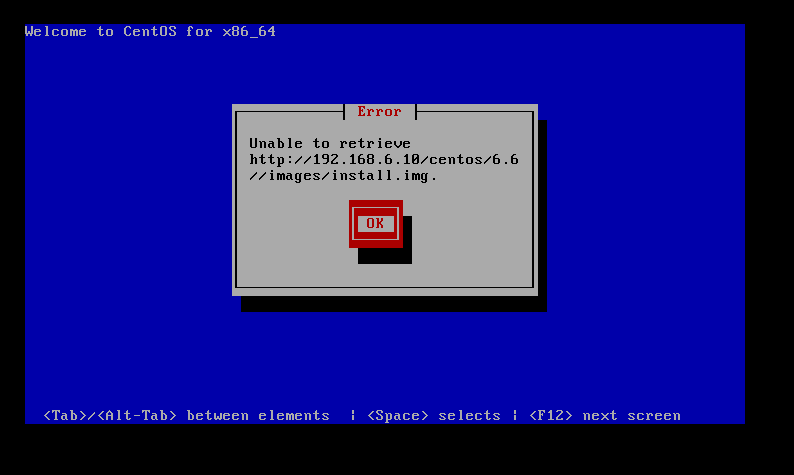 Welcome to CentOS for x86_64
Error
Unable to retrieve
http://192.168.6.10/centos/6.6
//images/install.img.
OK
<Tab>/<Alt-Tab> between elements | <Space> selects | <F12> next screen